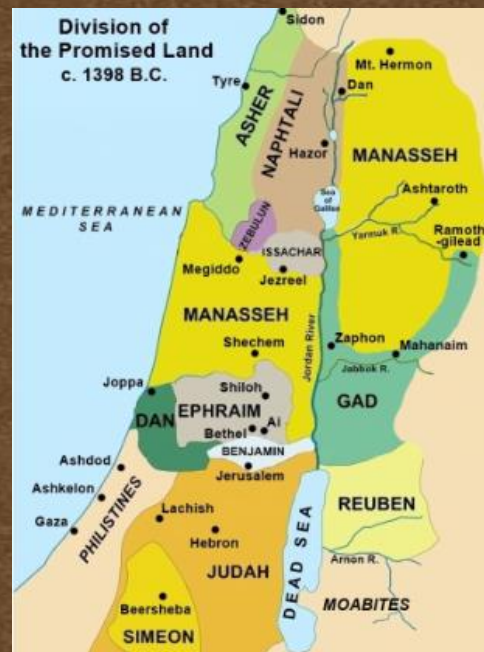 Division of
the Promised Land
c. 1398 B.C.
Sidon
Mt. Hermon
Tyre
Dan
ASHER
NAPHTALI
Hazor
MANASSEH
Sea
of
Galilee
Ashtaroth
MEDITERRANEAN
SEA
ZEBULUN
Ramoth
-gilead
Yarmuk R.
ISSACHAR
Megiddo
Jezreel
MANASSEH
Jordan River
Zaphon
Mahanaim
Shechem
Jabbok R.
Joppa
Shiloh
GAD
DAN
EPHRAIM
Bethel
Ai
BENJAMIN
Ashdod
Jerusalem
Ashkelon
REUBEN
Gaza
PHILISTINES
Lachish
Hebron
DEAD SEA
Arnon R.
JUDAH
MOABITES
Beersheba
SIMEON